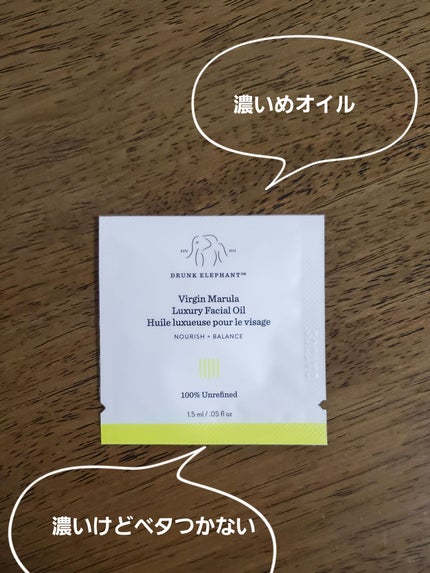 濃いめオイル
DRUNK ELEPHANT™
Virgin Marula
Luxury Facial Oil
Huile luxueuse pour le visage
NOURISH + BALANCE
100% Unrefined
1.5 ml / .05 fl oz
濃いけどベタつかない